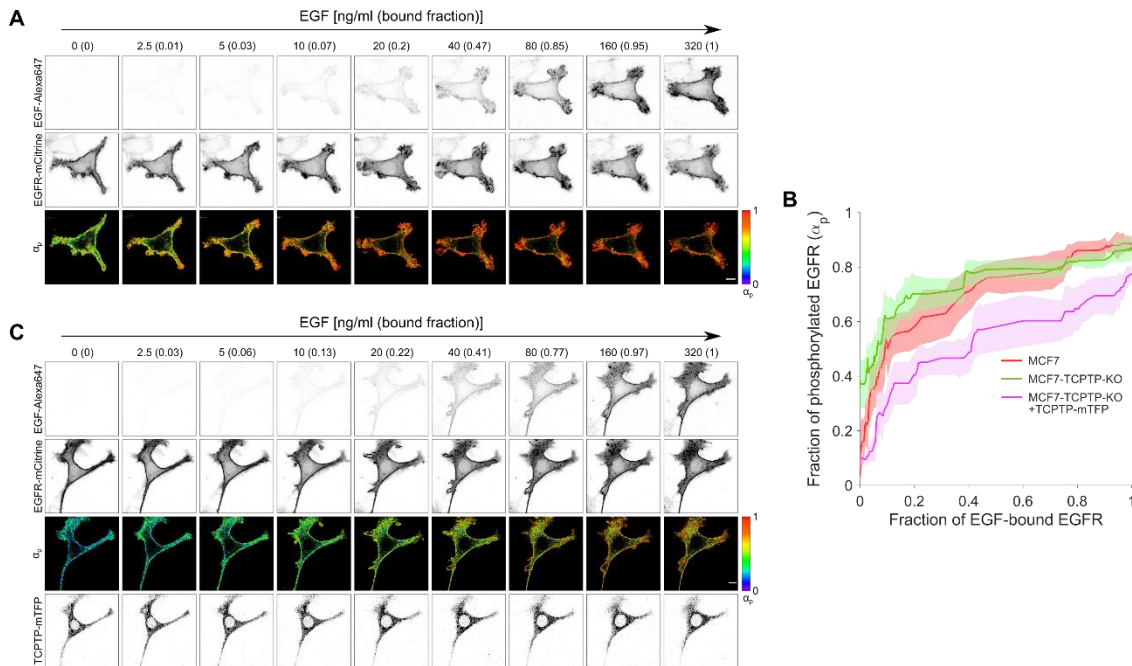 A
EGF [ng/ml (bound fraction)]
0 (0) 2.5 (0.01) 5 (0.03) 10 (0.07) 20 (0.2) 40 (0.47) 80 (0.85) 160 (0.95) 320 (1)
EGF-Alexa647
EGFR-mCitrine
αp
1
0
αp
B
Fraction of phosphorylated EGFR (αp)
1
0.8
0.6
0.4
0.2
0
MCF7
MCF7-TCPTP-KO
MCF7-TCPTP-KO
+TCPTP-mTFP
0 0.2 0.4 0.6 0.8 1
Fraction of EGF-bound EGFR
C
EGF [ng/ml (bound fraction)]
0 (0) 2.5 (0.03) 5 (0.06) 10 (0.13) 20 (0.22) 40 (0.41) 80 (0.77) 160 (0.97) 320 (1)
EGF-Alexa647
EGFR-mCitrine
αp
1
0
αp
TCPTP-mTFP